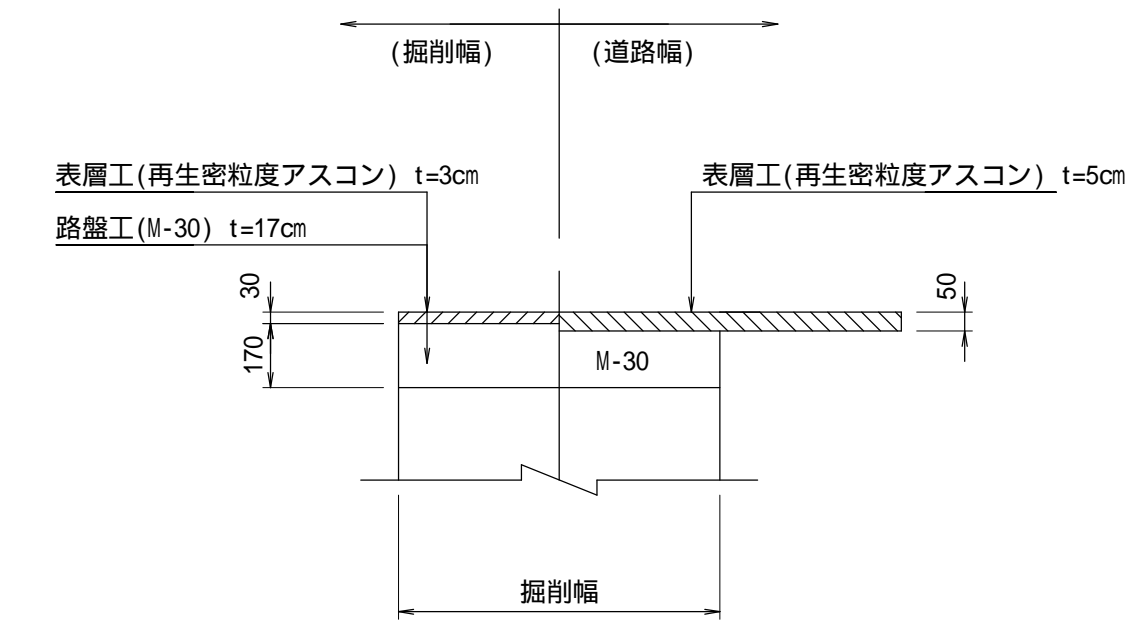 (掘削幅) (道路幅)
表層工(再生密粒度アスコン) t=3cm
表層工(再生密粒度アスコン) t=5cm
路盤工(M-30) t=17cm
30
50
170
M-30
掘削幅